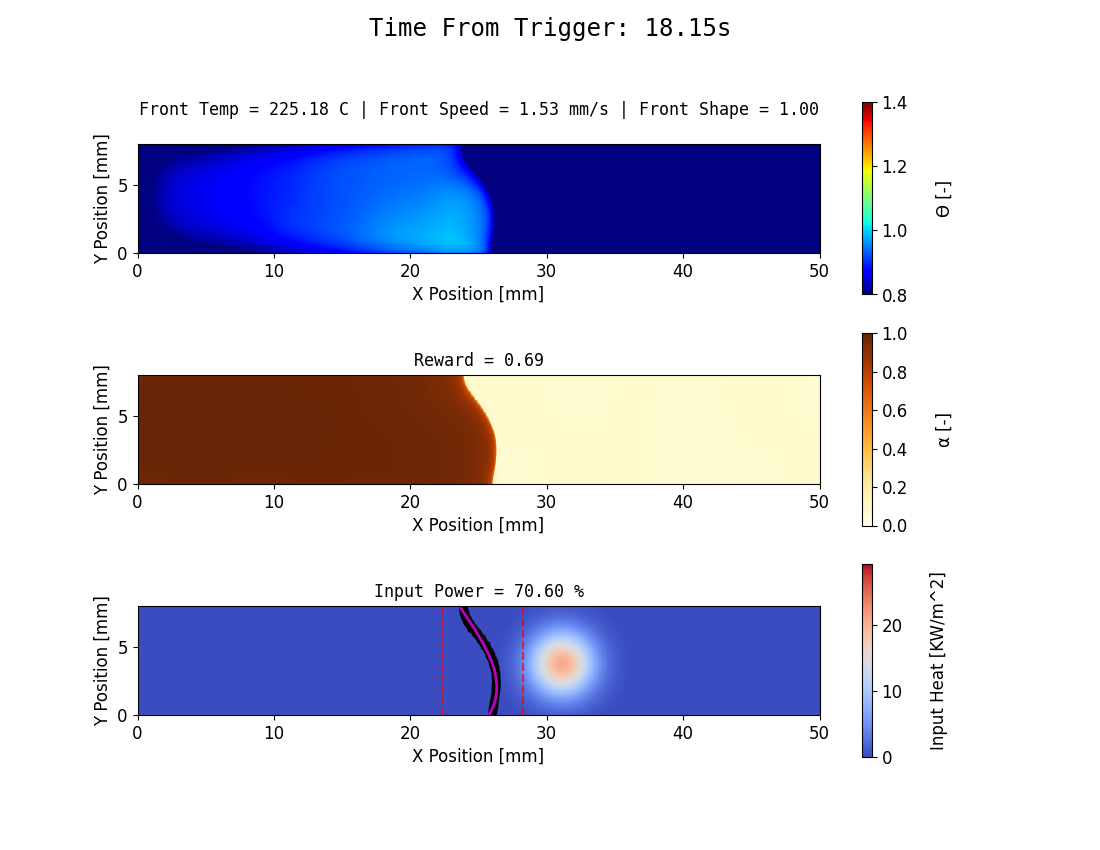 Time From Trigger: 18.15s
Front Temp = 225.18 C | Front Speed = 1.53 mm/s | Front Shape = 1.00
Y Position [mm]
5
0
0 10 20 30 40 50
X Position [mm]
1.4
1.2
1.0
0.8
Θ [-]
Reward = 0.69
Y Position [mm]
5
0
0 10 20 30 40 50
X Position [mm]
1.0
0.8
0.6
0.4
0.2
0.0
α [-]
Input Power = 70.60 %
Y Position [mm]
5
0
0 10 20 30 40 50
X Position [mm]
20
10
0
Input Heat [KW/m^2]